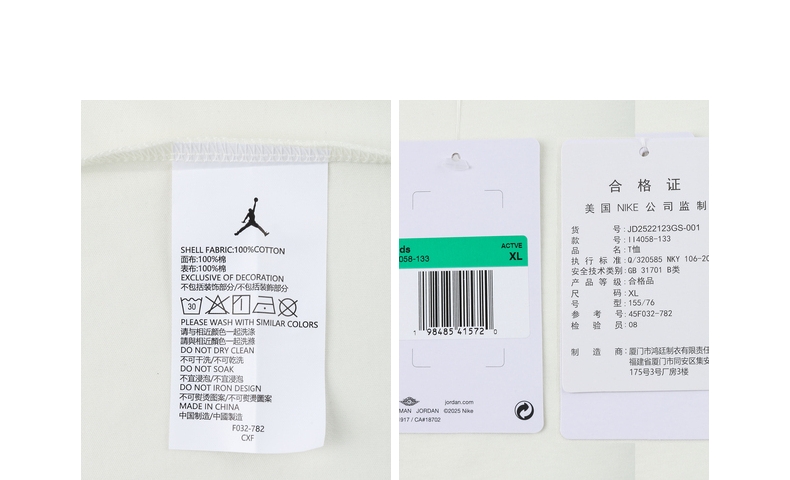 SHELL FABRIC:100%COTTON
面布:100%棉
表布:100%棉
EXCLUSIVE OF DECORATION
不包括装饰部分/不包括裝飾部分
30
PLEASE WASH WITH SIMILAR COLORS
请与相近颜色一起洗涤
請與相近顏色一起洗滌
DO NOT DRY CLEAN
不可干洗/不可乾洗
DO NOT SOAK
不宜浸泡/不宜浸泡
DO NOT IRON DESIGN
不可熨烫图案/不可熨燙圖案
MADE IN CHINA
中国制造/中國製造
F032-782
CXF
ds
058-133
ACTVE
XL
1 98485 41572 0
jordan.com
MAN JORDAN ©2025 Nike
1917 / CA#18702
合格证
美国 NIKE 公司监制
货号:JD2522123GS-001
款号:II4058-133
品名:T恤
执行标准:Q/320585 NKY 106-20
安全技术类别:GB 31701 B类
产品等级:合格品
尺码:XL
型号:155/76
参考号:45F032-782
检验员:08
制造商:厦门市鸿廷制衣有限责任
福建省厦门市同安区集安
175号3号厂房3楼